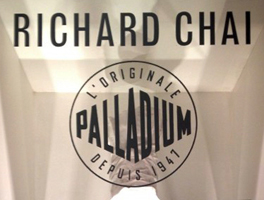 RICHARD CHAI
L'ORIGINALE
PALLADIUM
DEPUIS 1947